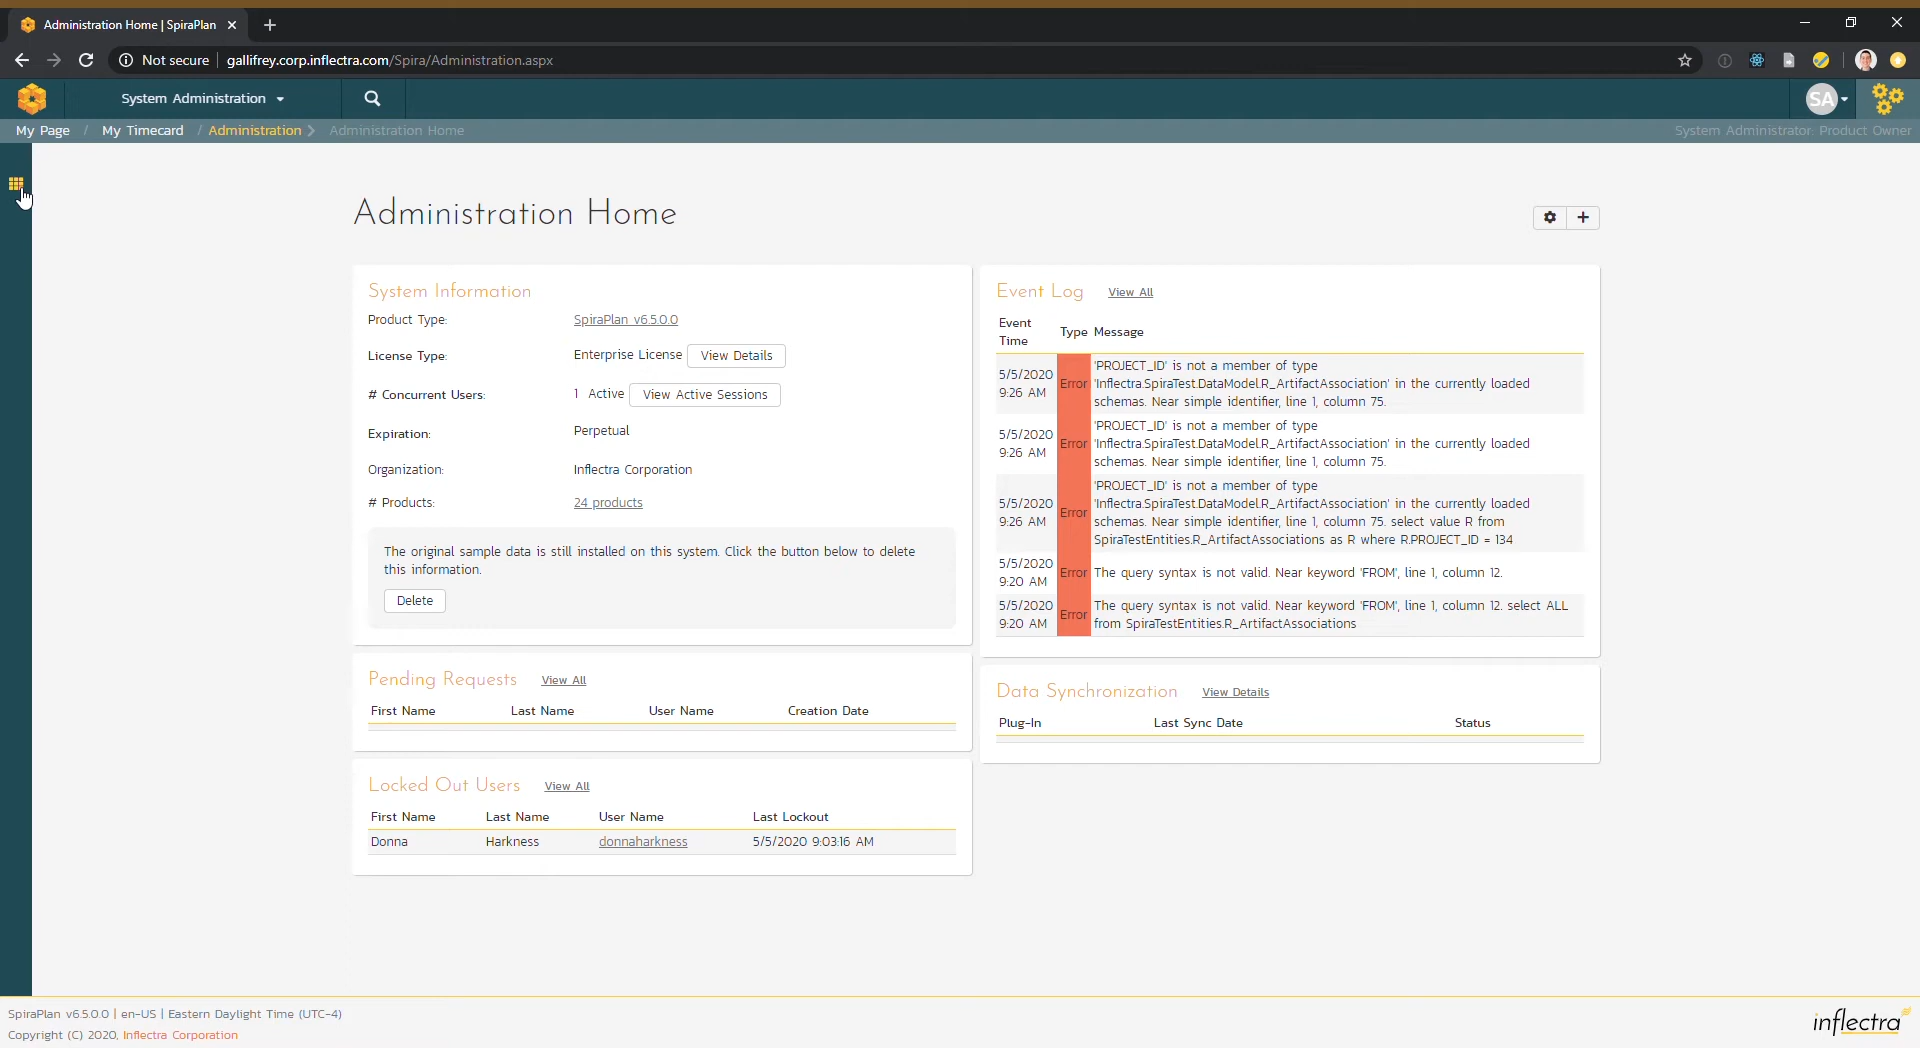 Administration Home | SpiraPlan
Not secure gallifrey.corp.inflectra.com/Spira/Administration.aspx
System Administration
SA
My Page / My Timecard / Administration Administration Home
System Administrator: Product Owner
Administration Home
System Information
Product Type: SpiraPlan v6.5.0.0
License Type: Enterprise License View Details
# Concurrent Users: 1 Active View Active Sessions
Expiration: Perpetual
Organization: Inflectra Corporation
# Products: 24 products
The original sample data is still installed on this system. Click the button below to delete
this information.
Delete
Pending Requests View All
First Name Last Name User Name Creation Date
Locked Out Users View All
First Name Last Name User Name Last Lockout
Donna Harkness donnaharkness 5/5/2020 9:03:16 AM
Event Log View All
Event
Time Type Message
5/5/2020
9:26 AM
Error
'PROJECT_ID' is not a member of type
'Inflectra.SpiraTest.DataModel.R_ArtifactAssociation' in the currently loaded
schemas. Near simple identifier, line 1, column 75.
5/5/2020
9:26 AM
Error
'PROJECT_ID' is not a member of type
'Inflectra.SpiraTest.DataModel.R_ArtifactAssociation' in the currently loaded
schemas. Near simple identifier, line 1, column 75.
5/5/2020
9:26 AM
Error
'PROJECT_ID' is not a member of type
'Inflectra.SpiraTest.DataModel.R_ArtifactAssociation' in the currently loaded
schemas. Near simple identifier, line 1, column 75. select value R from
SpiraTestEntities.R_ArtifactAssociations as R where R.PROJECT_ID = 134
5/5/2020
9:20 AM
Error
The query syntax is not valid. Near keyword 'FROM', line 1, column 12.
5/5/2020
9:20 AM
Error
The query syntax is not valid. Near keyword 'FROM', line 1, column 12. select ALL
from SpiraTestEntities.R_ArtifactAssociations
Data Synchronization View Details
Plug-In Last Sync Date Status
SpiraPlan v6.5.0.0 | en-US | Eastern Daylight Time (UTC-4)
Copyright (C) 2020, Inflectra Corporation
inflectra